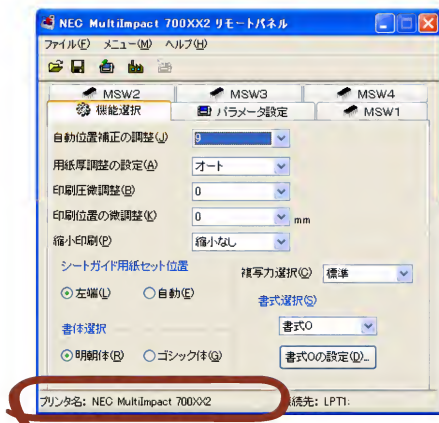 NEC MultiImpact 700XX2 リモートパネル
ファイル(F) メニュー(M) ヘルプ(H)
MSW2 MSW3 MSW4
機能選択 パラメータ設定 MSW1
自動位置補正の調整(J) 9
用紙厚調整の設定(A) オート
印刷圧微調整(B) 0
印刷位置の微調整(K) 0 mm
縮小印刷(P) 縮小なし
シートガイド用紙セット位置
複写力選択(C) 標準
左端(L) 自動(E)
書式選択(S)
書体選択
書式0
明朝体(R) ゴシック体(G)
書式0の設定(D)...
プリンタ名: NEC MultiImpact 700XX2
続先: LPT1: